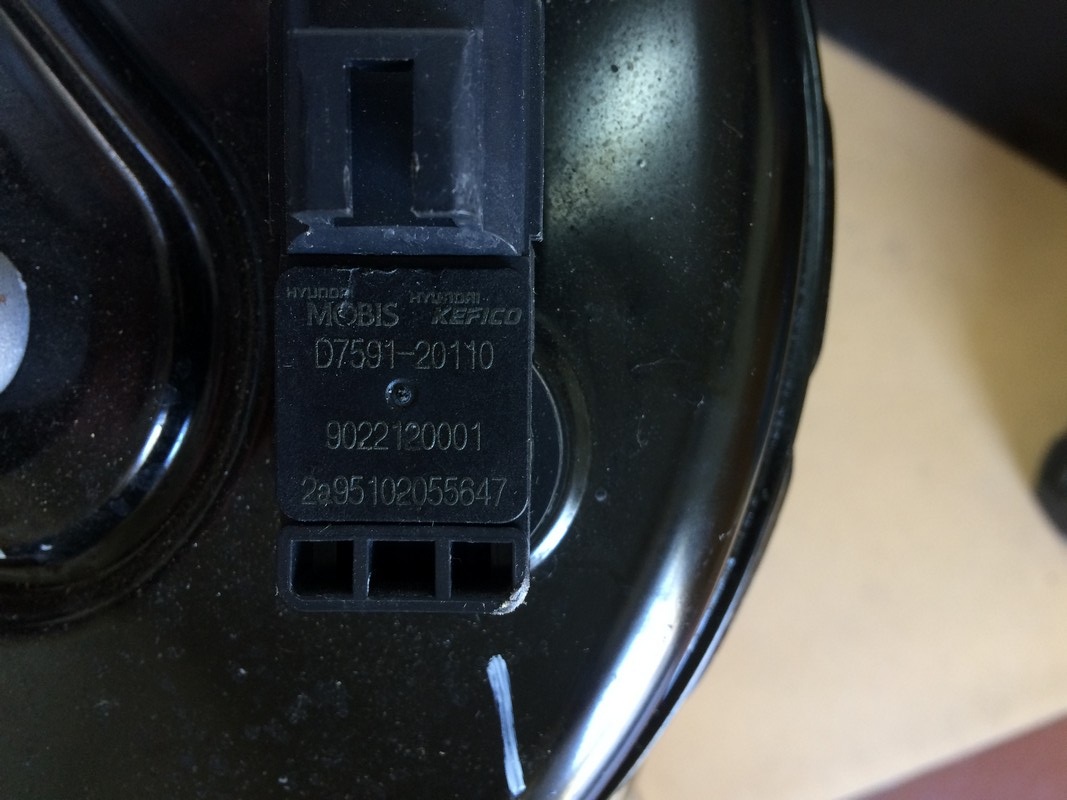 HYUNDAI HYUNDAI
MOBIS KEFICO
D7591-20110
9022120001
2a95102055647